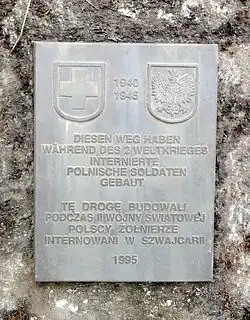 1940
1945
DIESEN WEG HABEN
WÄHREND DES 2 WELTKRIEGES
INTERNIERTE
POLNISCHE SOLDATEN
GEBAUT
TĘ DROGĘ BUDOWALI
PODCZAS II WOJNY ŚWIATOWEJ
POLSCY ŻOŁNIERZE
INTERNOWANI W SZWAJCARII
1995